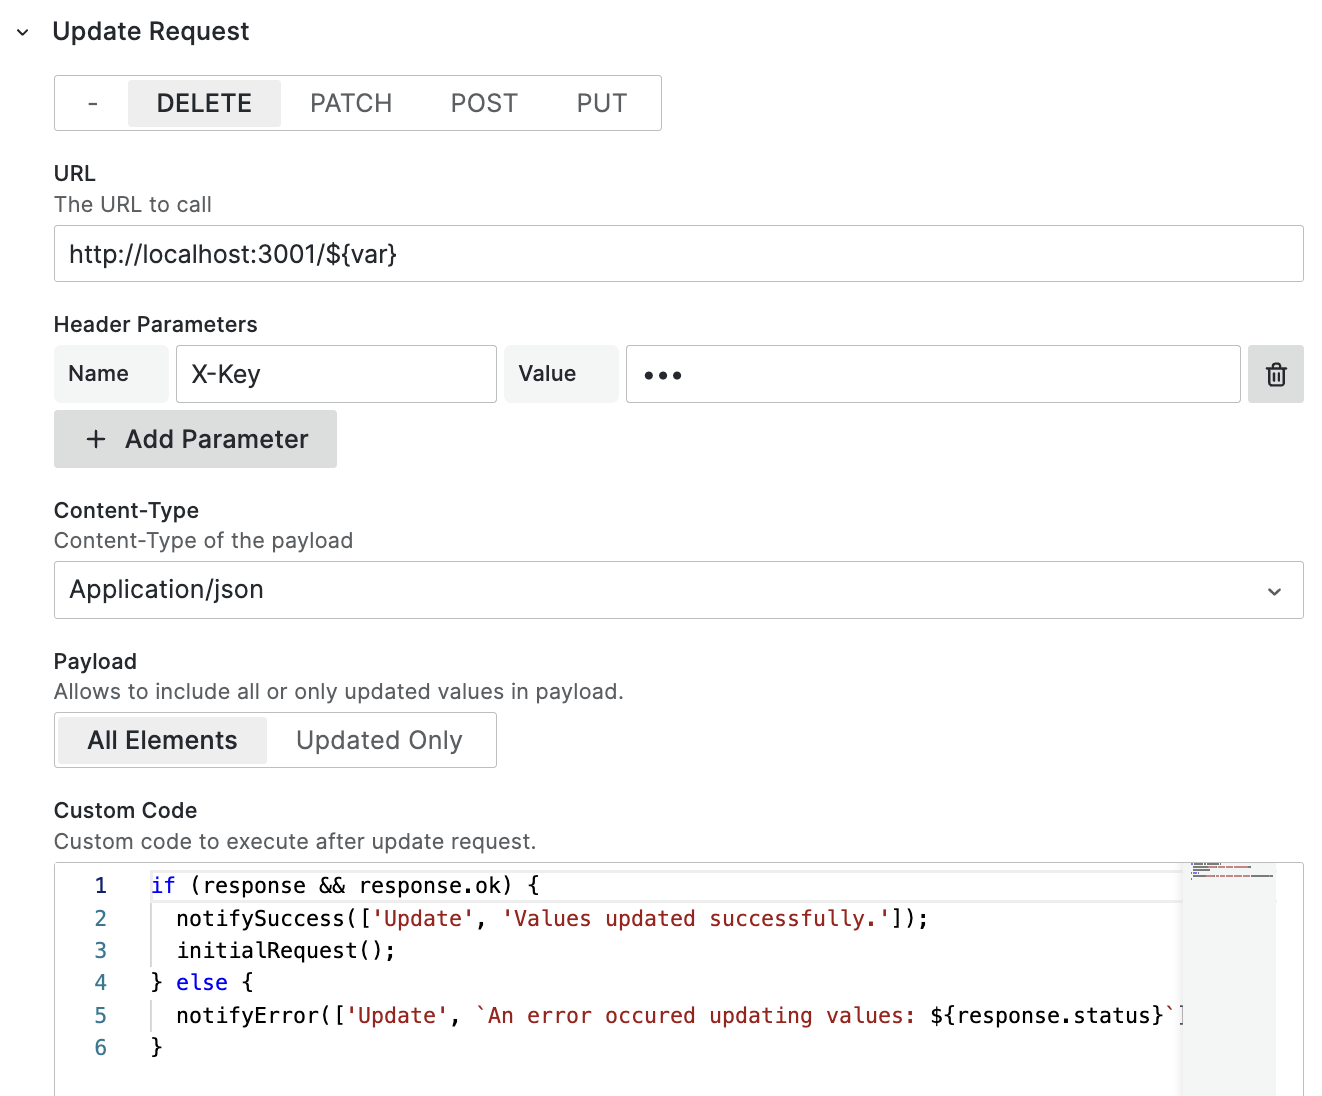 Update Request
- DELETE PATCH POST PUT
URL
The URL to call
http://localhost:3001/${var}
Header Parameters
Name X-Key Value •••
+ Add Parameter
Content-Type
Content-Type of the payload
Application/json
Payload
Allows to include all or only updated values in payload.
All Elements Updated Only
Custom Code
Custom code to execute after update request.
1 if (response && response.ok) {
2 notifySuccess(['Update', 'Values updated successfully.']);
3 initialRequest();
4 } else {
5 notifyError(['Update', `An error occured updating values: ${response.status}`]
6 }